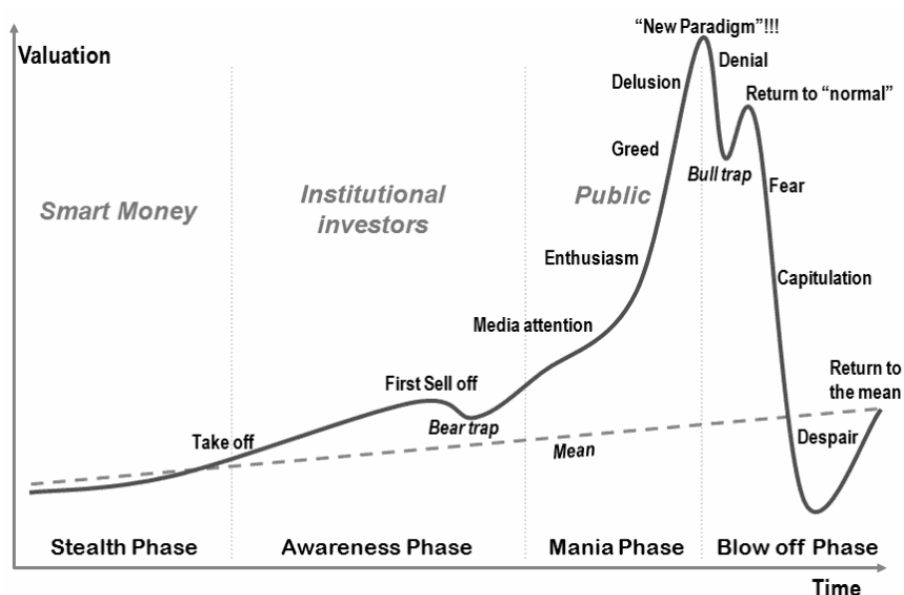 “New Paradigm”!!!
Valuation
Denial
Delusion
Return to “normal”
Greed
Bull trap
Fear
Smart Money
Institutional
investors
Public
Enthusiasm
Capitulation
Media attention
First Sell off
Return to
the mean
Bear trap
Take off
Mean
Despair
Stealth Phase
Awareness Phase
Mania Phase
Blow off Phase
Time